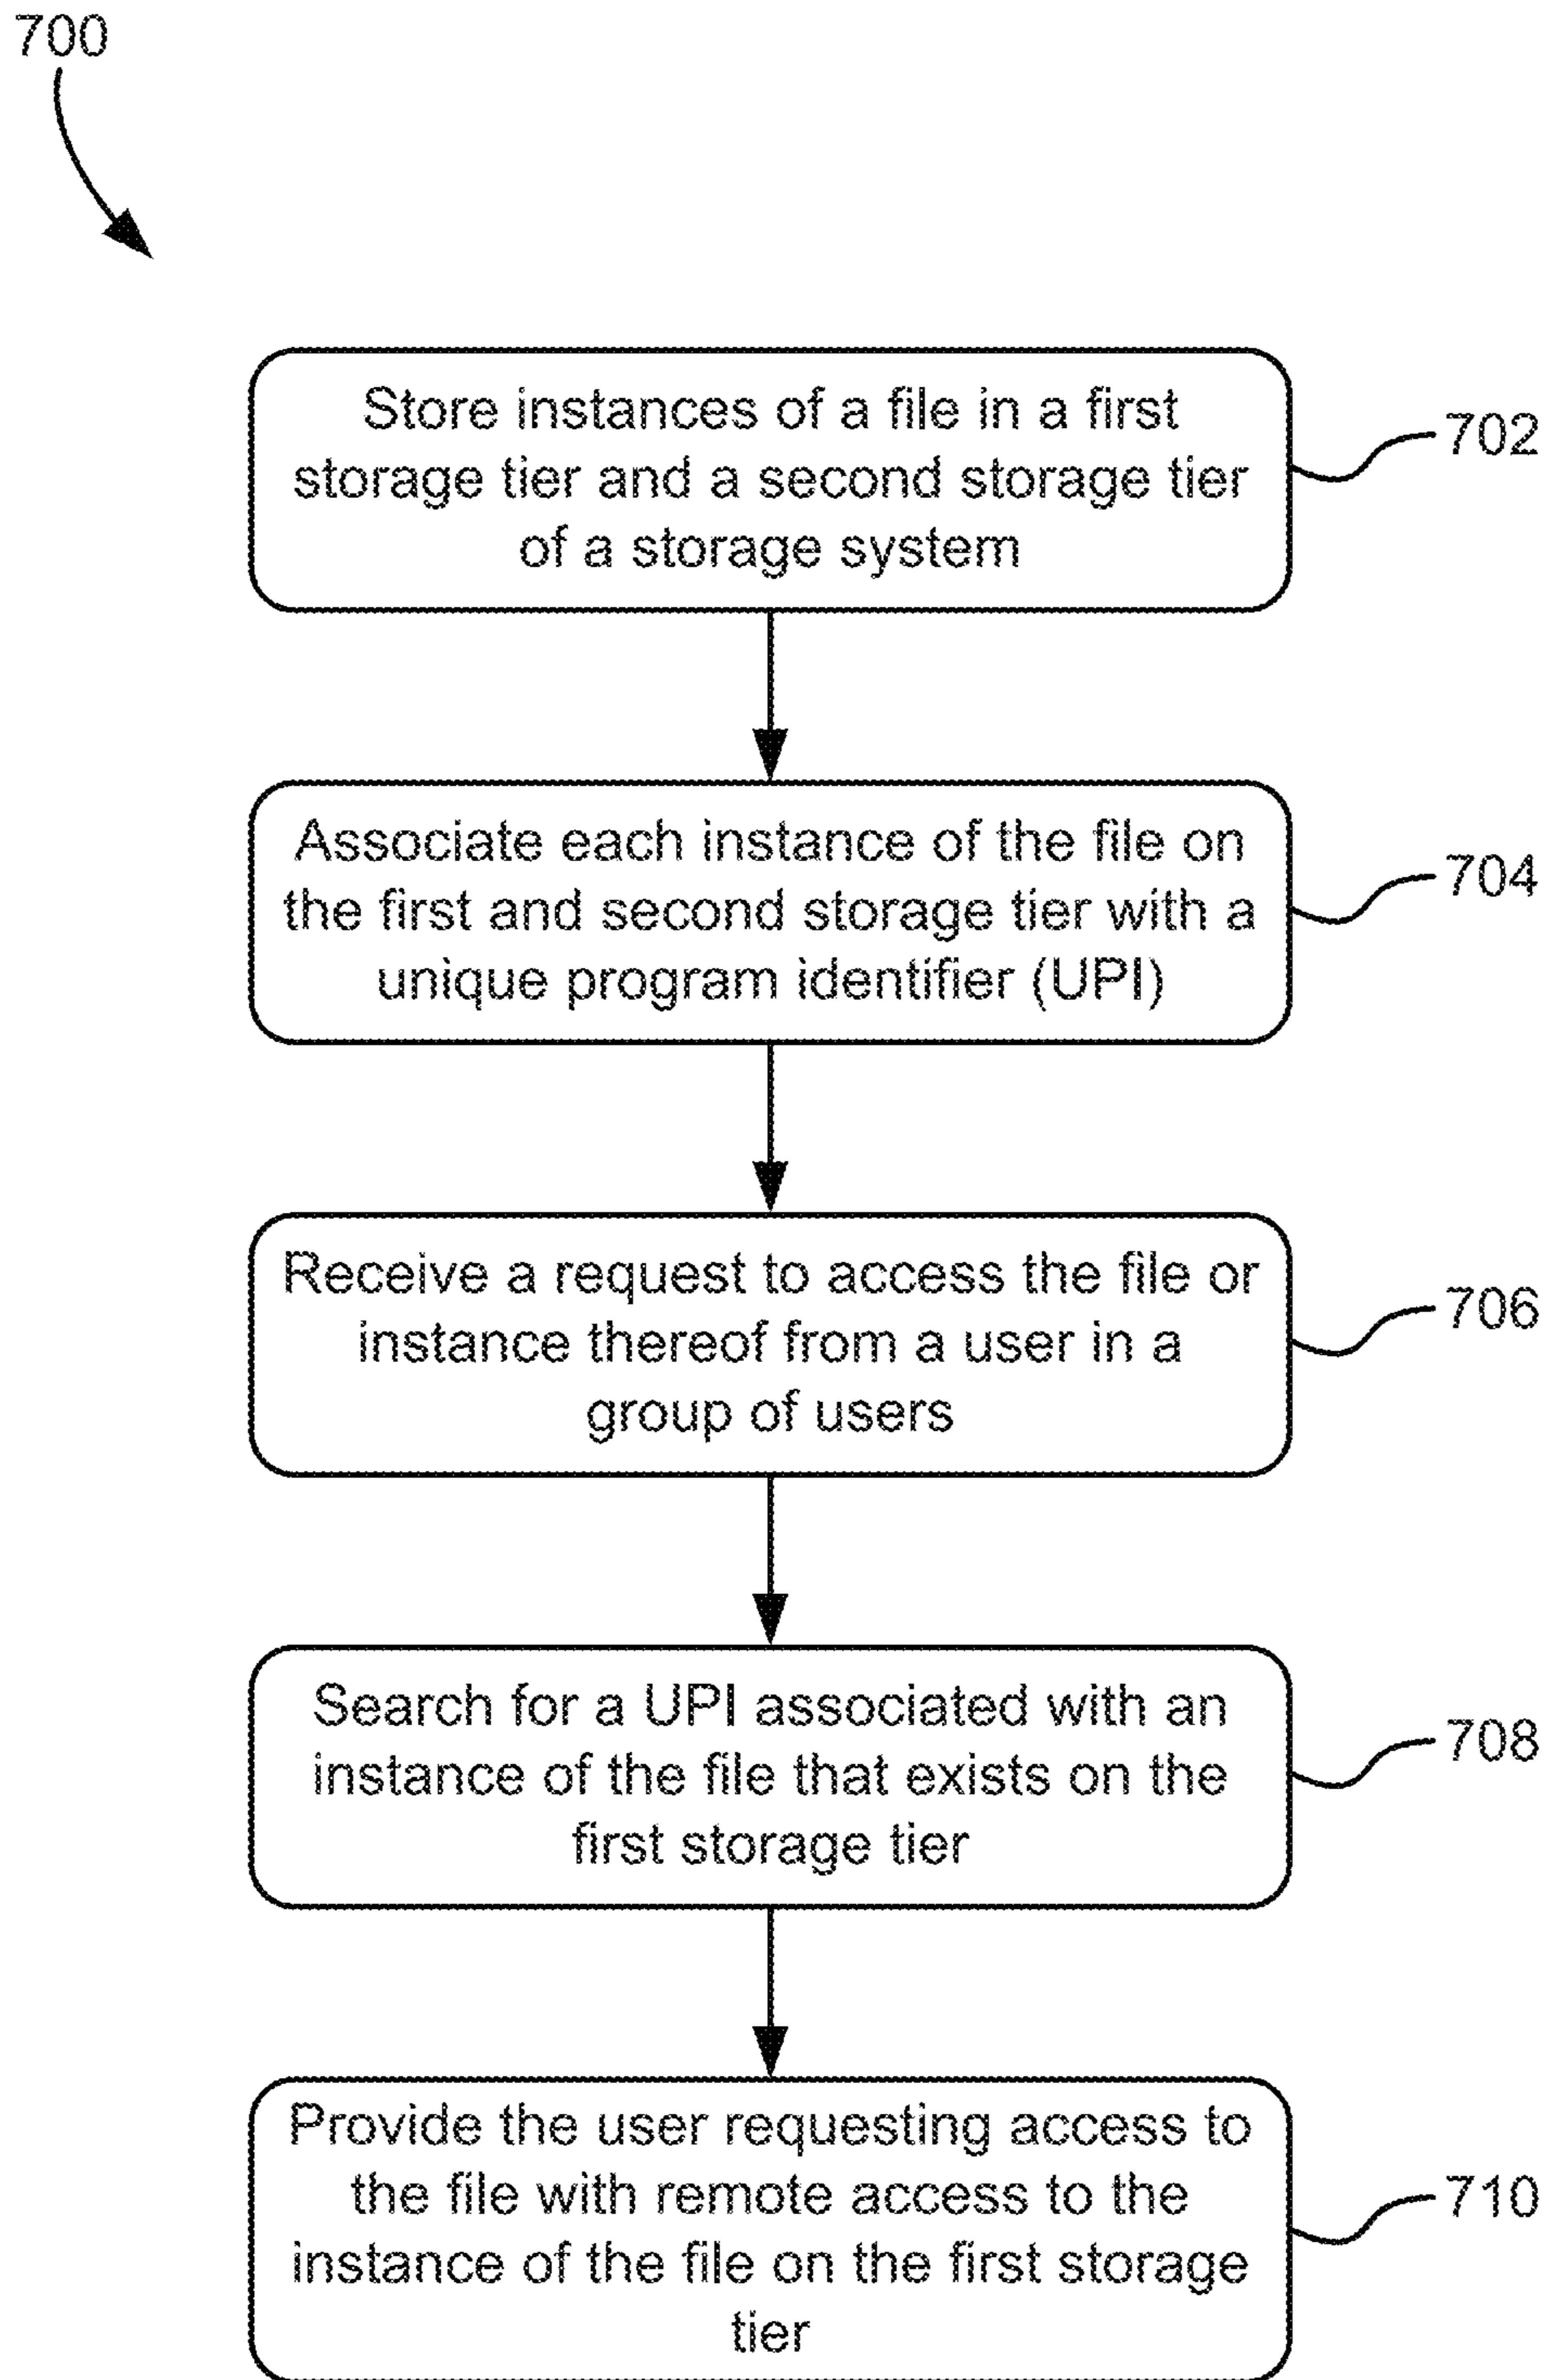 700
Store instances of a file in a first
storage tier and a second storage tier
of a storage system
702
Associate each instance of the file on
the first and second storage tier with a
unique program identifier (UPI)
704
Receive a request to access the file or
instance thereof from a user in a
group of users
706
Search for a UPI associated with an
instance of the file that exists on the
first storage tier
708
Provide the user requesting access to
the file with remote access to the
instance of the file on the first storage
tier
710